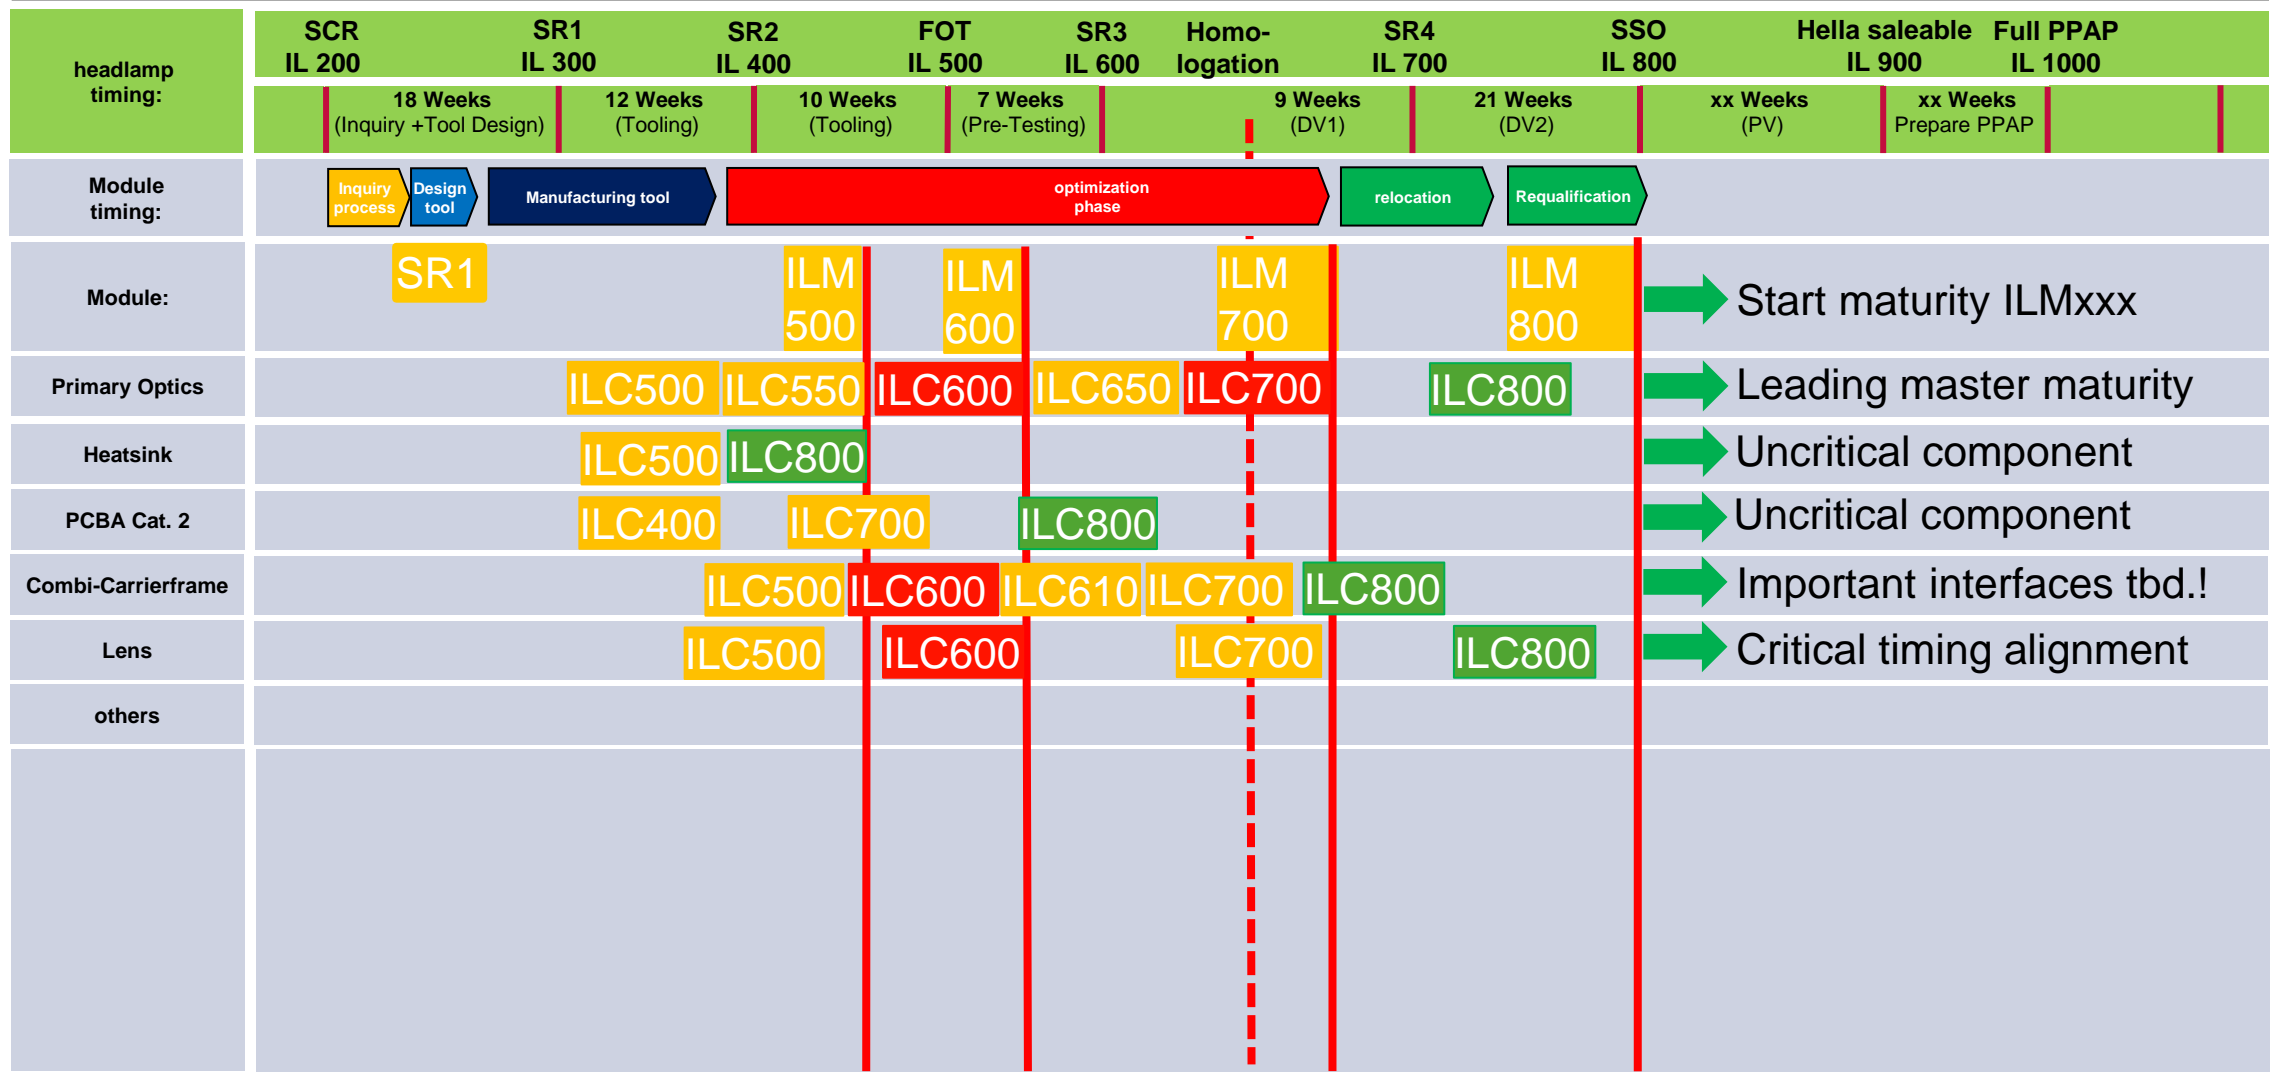 headlamp
timing:
SCR
IL 200
SR1
IL 300
SR2
IL 400
FOT
IL 500
SR3
IL 600
Homo-
logation
SR4
IL 700
SSO
IL 800
Hella saleable
IL 900
Full PPAP
IL 1000
18 Weeks
(Inquiry +Tool Design)
12 Weeks
(Tooling)
10 Weeks
(Tooling)
7 Weeks
(Pre-Testing)
9 Weeks
(DV1)
21 Weeks
(DV2)
xx Weeks
(PV)
xx Weeks
Prepare PPAP
Module
timing:
Inquiry
process
Design
tool
Manufacturing tool
optimization
phase
relocation
Requalification
Module:
SR1
ILM
500
ILM
600
ILM
700
ILM
800
Start maturity ILMxxx
Primary Optics
ILC500
ILC550
ILC600
ILC650
ILC700
ILC800
Leading master maturity
Heatsink
ILC500
ILC800
Uncritical component
PCBA Cat. 2
ILC400
ILC700
ILC800
Uncritical component
Combi-Carrierframe
ILC500
ILC600
ILC610
ILC700
ILC800
Important interfaces tbd.!
Lens
ILC500
ILC600
ILC700
ILC800
Critical timing alignment
others